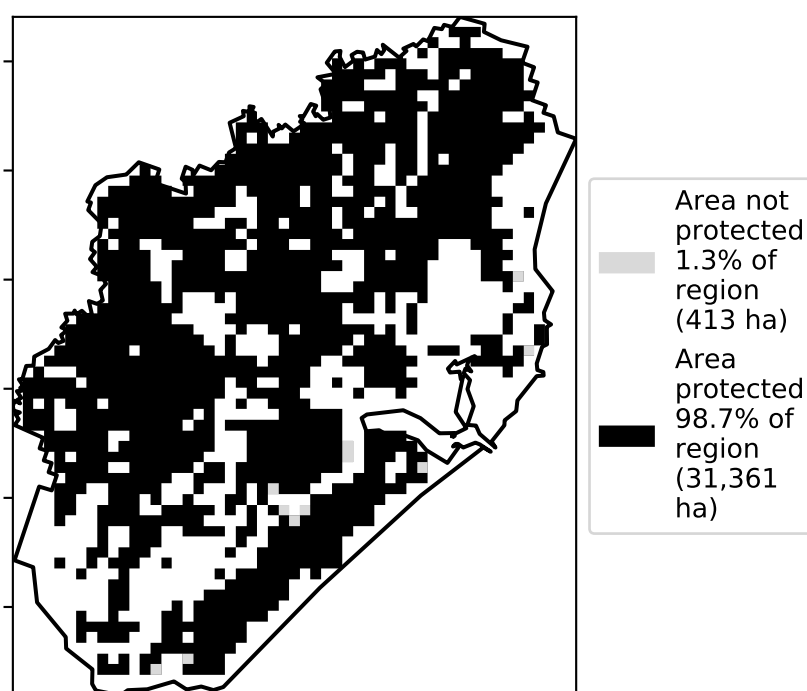 Area not
protected
1.3% of
region
(413 ha)
Area
protected
98.7% of
region
(31,361
ha)